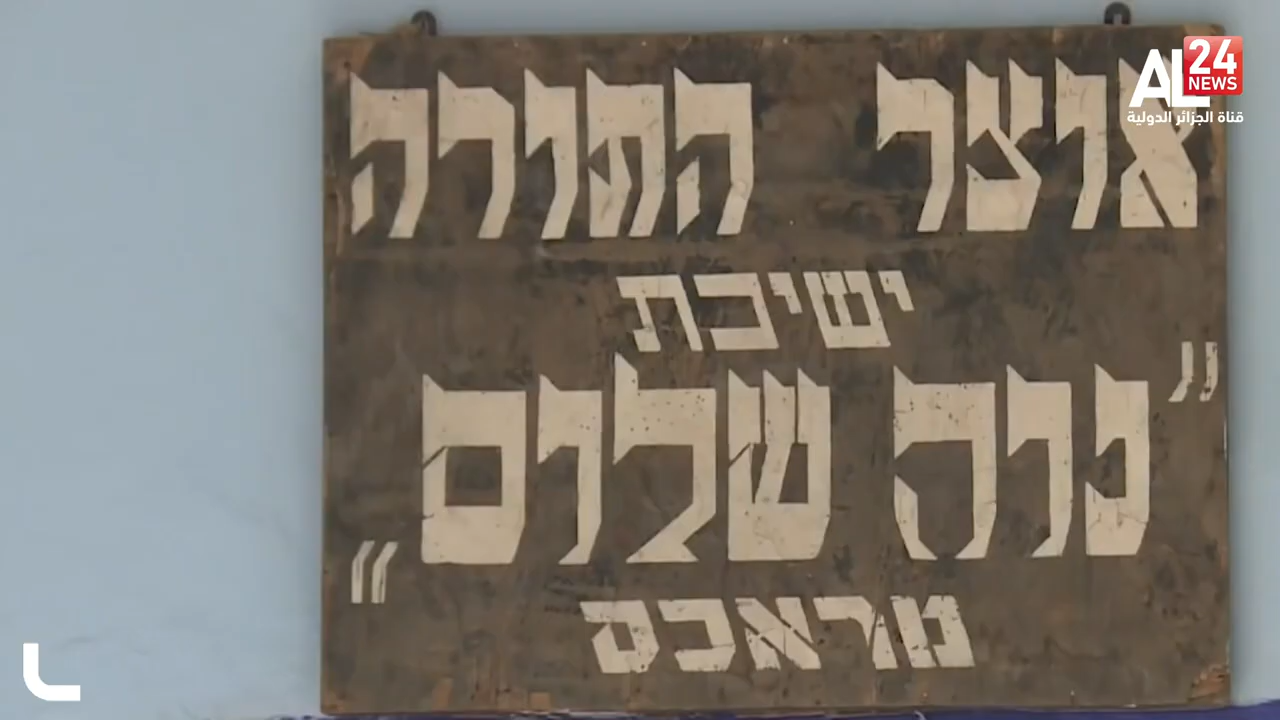 אוצר התורה
ישיבת
"נוה שלום"
מראכס
AL 24 NEWS
قناة الجزائر الدولية